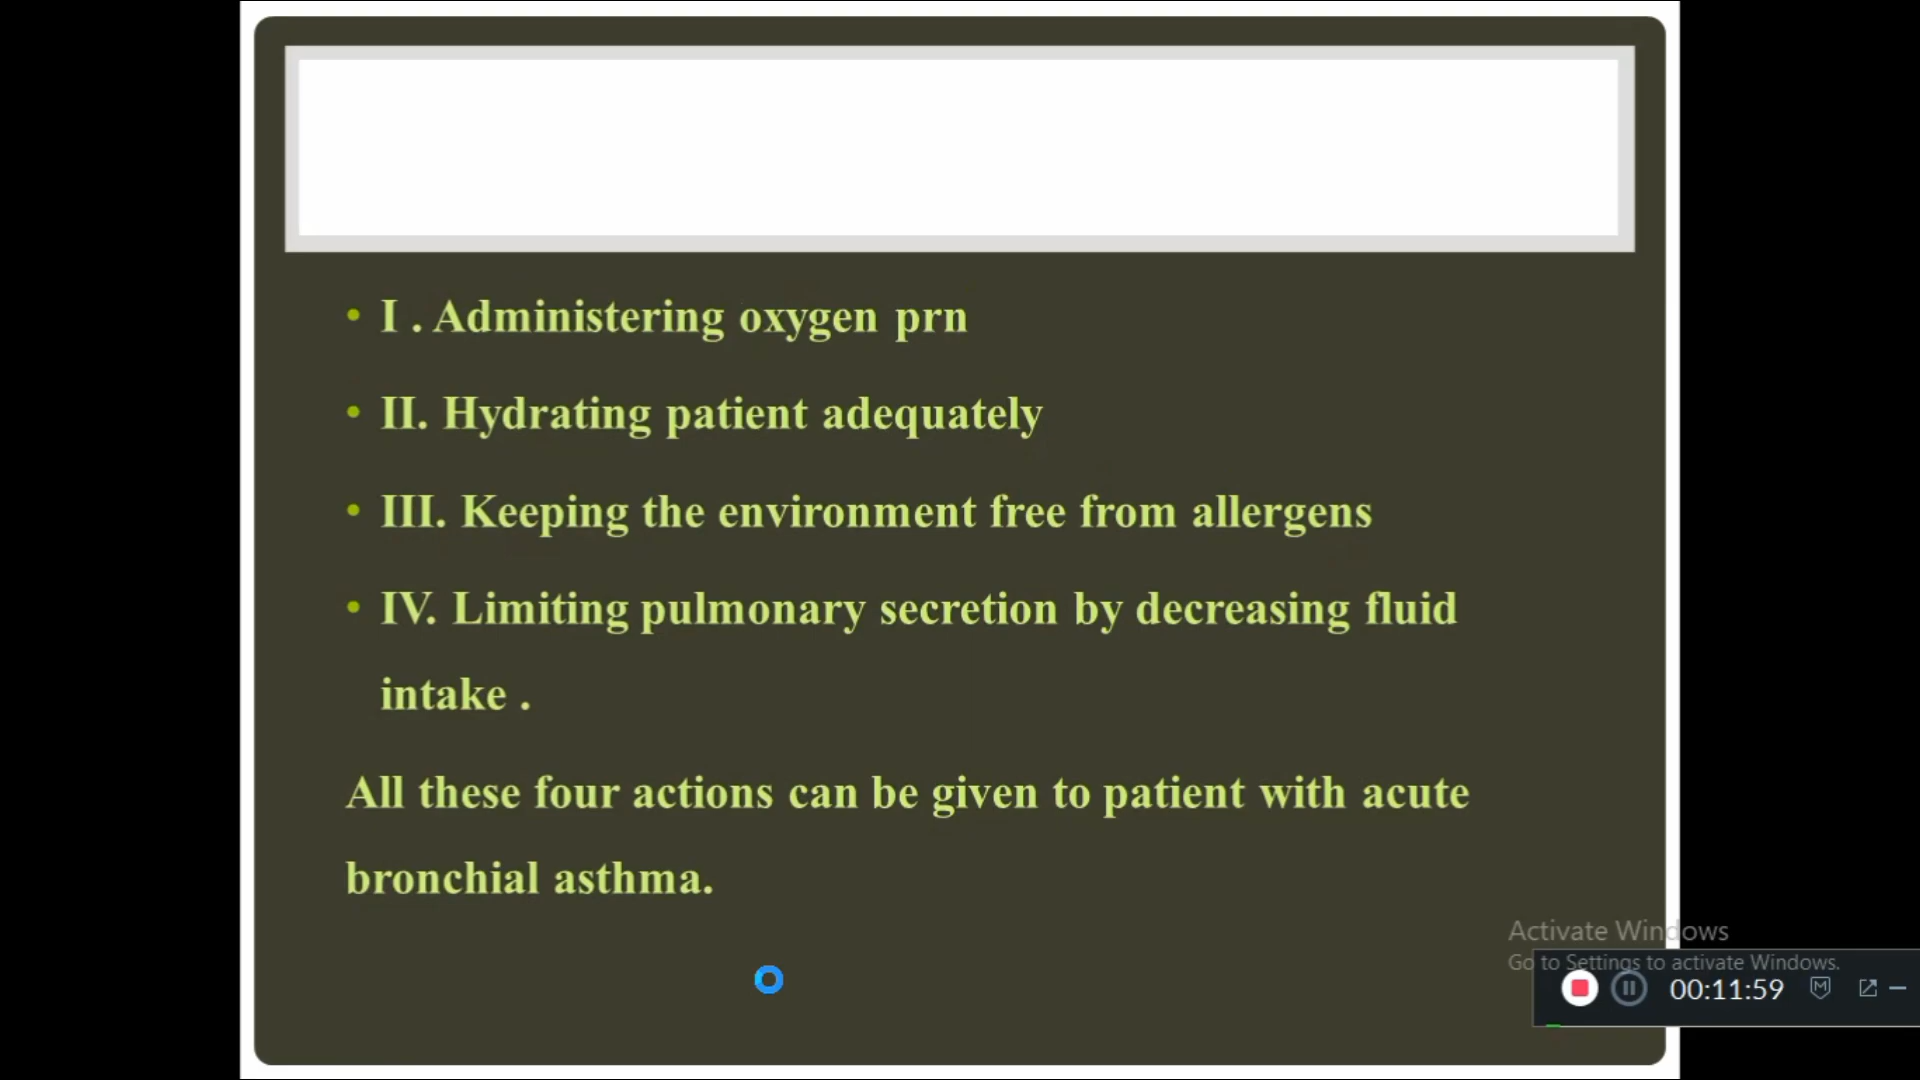 • I . Administering oxygen prn
• II. Hydrating patient adequately
• III. Keeping the environment free from allergens
• IV. Limiting pulmonary secretion by decreasing fluid
intake .
All these four actions can be given to patient with acute
bronchial asthma.
Activate Windows
Go to Settings to activate Windows.
00:11:59